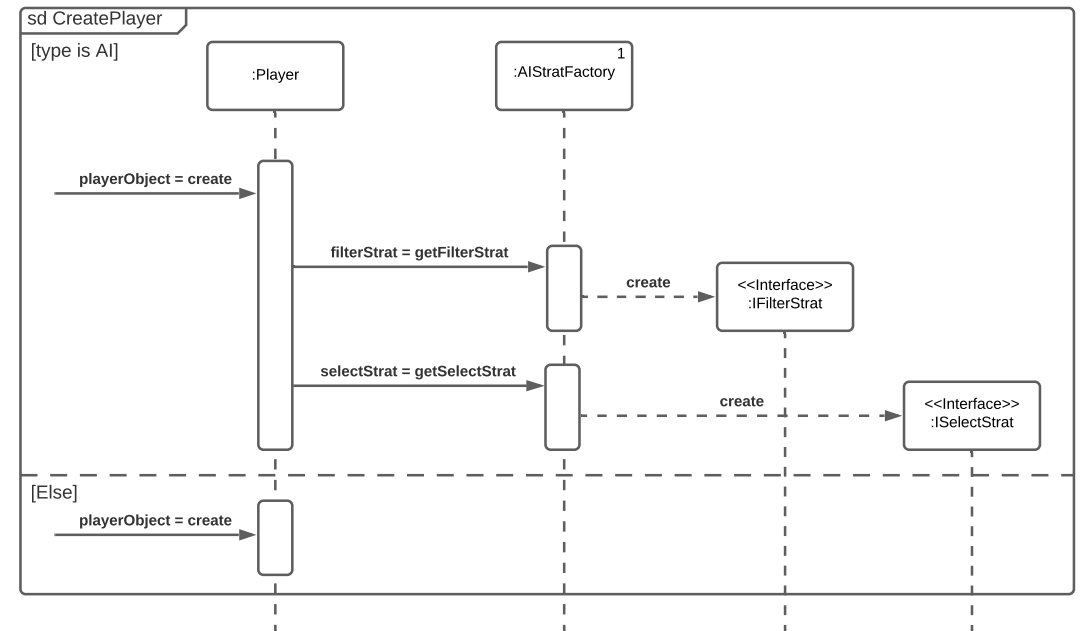 sd CreatePlayer
[type is AI]
:Player
1
:AIStratFactory
playerObject = create
filterStrat = getFilterStrat
create
<<Interface>>
:IFilterStrat
selectStrat = getSelectStrat
create
<<Interface>>
:ISelectStrat
[Else]
playerObject = create